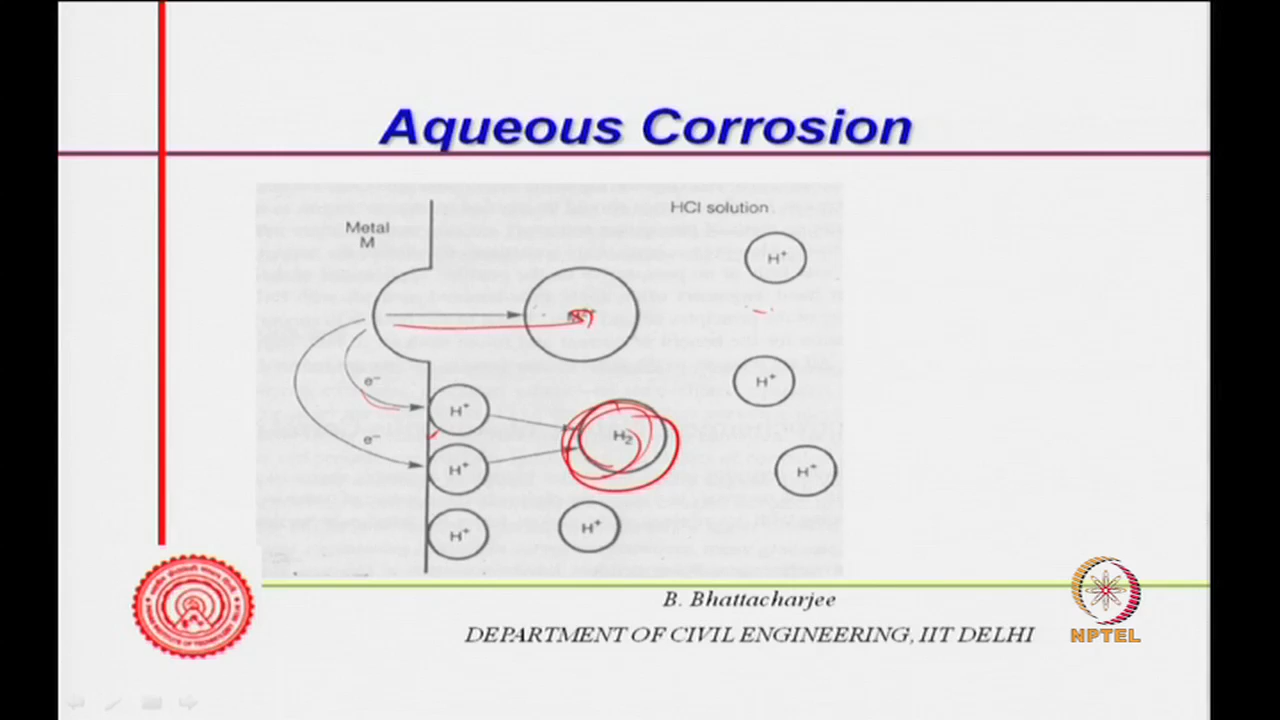 Aqueous Corrosion
HCl solution
Metal
M
H⁺
H⁺
e⁻
H⁺
H₂
e⁻
H⁺
H⁺
H⁺
H⁺
B. Bhattacharjee
DEPARTMENT OF CIVIL ENGINEERING, IIT DELHI
NPTEL